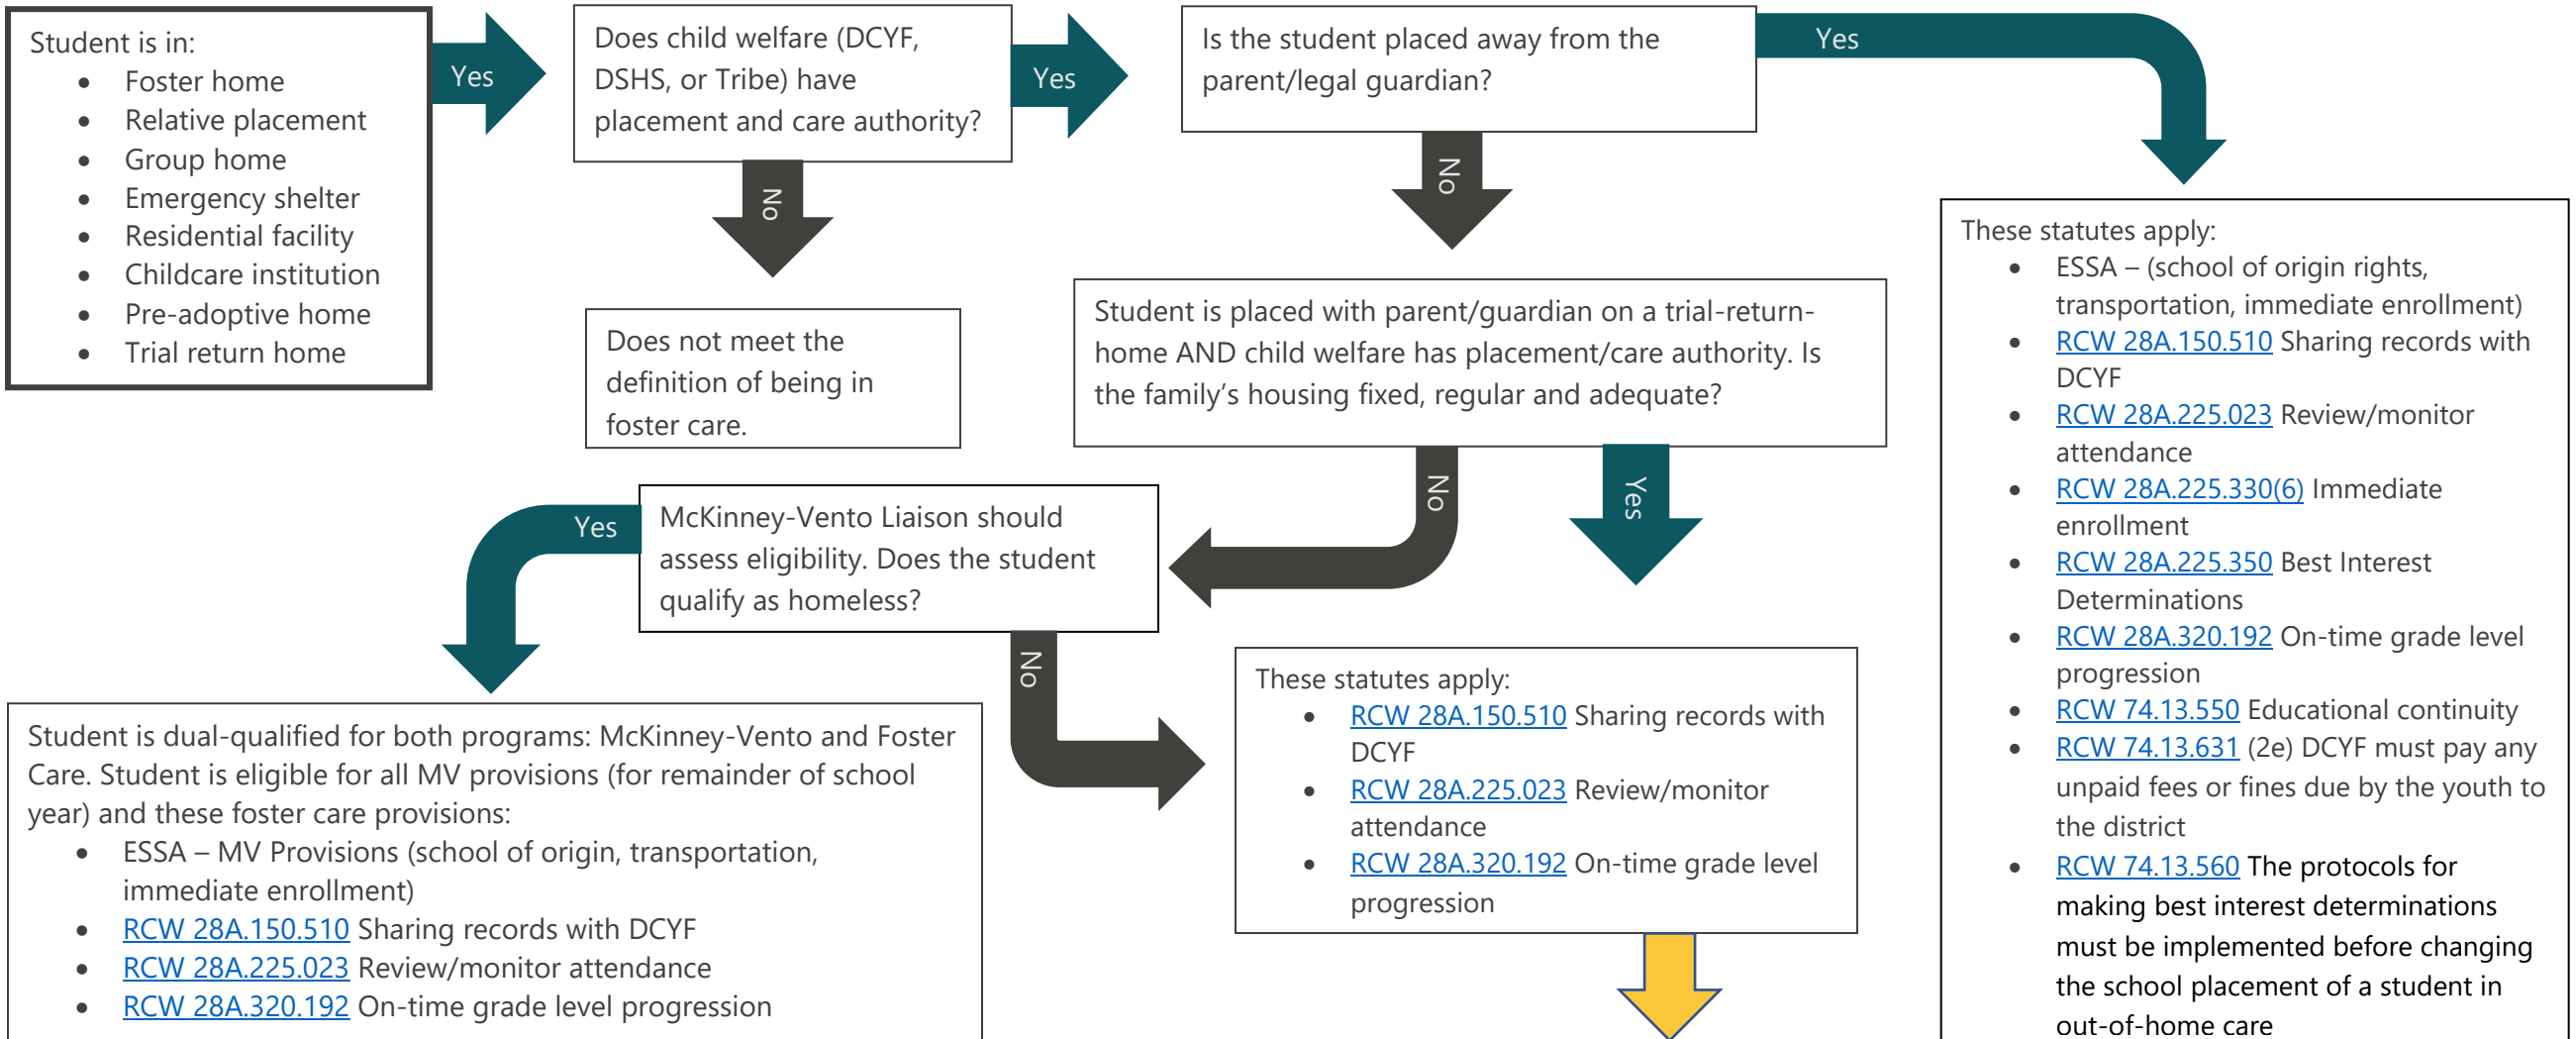 Student is in:
• Foster home
• Relative placement
• Group home
• Emergency shelter
• Residential facility
• Childcare institution
• Pre-adoptive home
• Trial return home
Yes
Does child welfare (DCYF,
DSHS, or Tribe) have
placement and care authority?
Yes
Is the student placed away from the
parent/legal guardian?
Yes
No
No
Does not meet the
definition of being in
foster care.
Student is placed with parent/guardian on a trial-return-
home AND child welfare has placement/care authority. Is
the family’s housing fixed, regular and adequate?
No
Yes
Yes
McKinney-Vento Liaison should
assess eligibility. Does the student
qualify as homeless?
No
Student is dual-qualified for both programs: McKinney-Vento and Foster
Care. Student is eligible for all MV provisions (for remainder of school
year) and these foster care provisions:
• ESSA – MV Provisions (school of origin, transportation,
immediate enrollment)
• RCW 28A.150.510 Sharing records with DCYF
• RCW 28A.225.023 Review/monitor attendance
• RCW 28A.320.192 On-time grade level progression
These statutes apply:
• RCW 28A.150.510 Sharing records with
DCYF
• RCW 28A.225.023 Review/monitor
attendance
• RCW 28A.320.192 On-time grade level
progression
These statutes apply:
• ESSA – (school of origin rights,
transportation, immediate enrollment)
• RCW 28A.150.510 Sharing records with
DCYF
• RCW 28A.225.023 Review/monitor
attendance
• RCW 28A.225.330(6) Immediate
enrollment
• RCW 28A.225.350 Best Interest
Determinations
• RCW 28A.320.192 On-time grade level
progression
• RCW 74.13.550 Educational continuity
• RCW 74.13.631 (2e) DCYF must pay any
unpaid fees or fines due by the youth to
the district
• RCW 74.13.560 The protocols for
making best interest determinations
must be implemented before changing
the school placement of a student in
out-of-home care